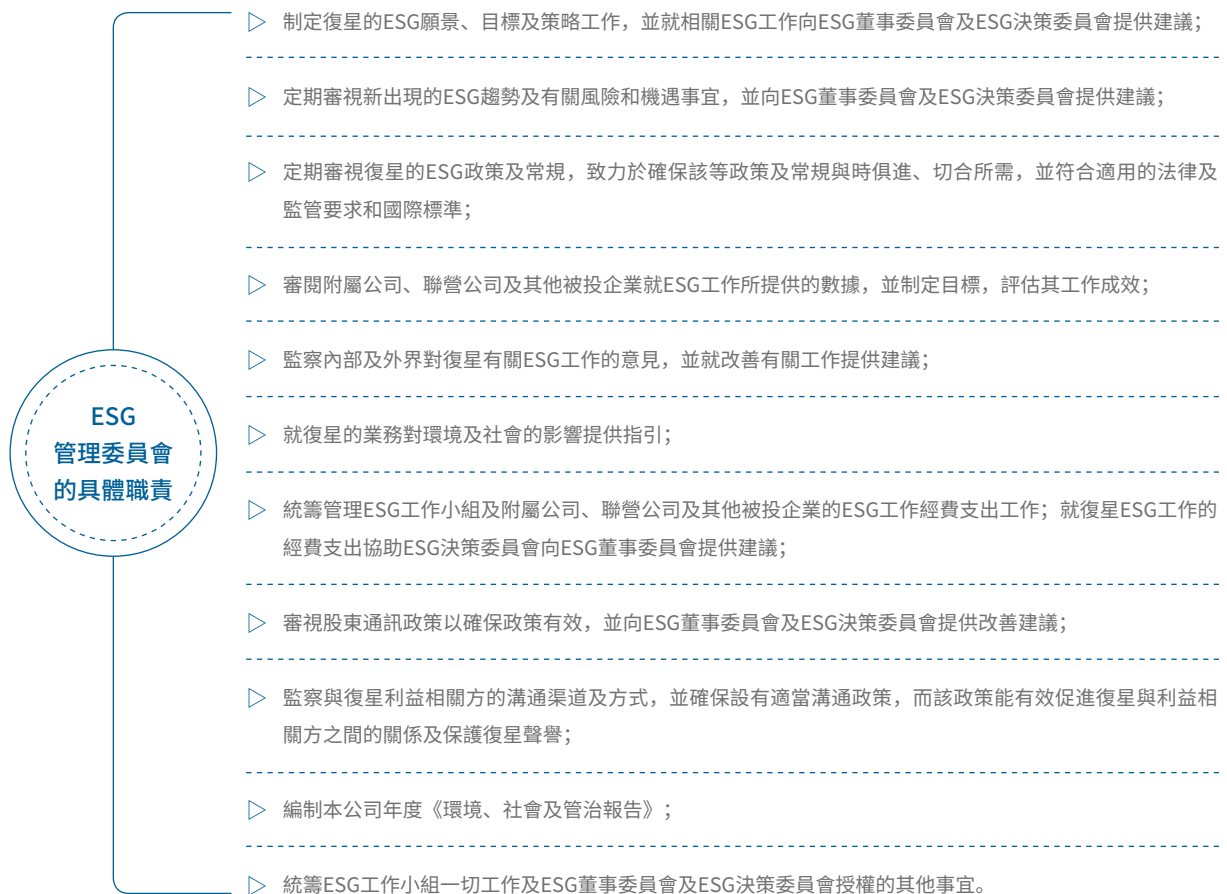 制定復星的ESG願景、目標及策略工作，並就相關ESG工作向ESG董事委員會及ESG決策委員會提供建議；
定期審視新出現的ESG趨勢及有關風險和機遇事宜，並向ESG董事委員會及ESG決策委員會提供建議；
定期審視復星的ESG政策及常規，致力於確保該等政策及常規與時俱進、切合所需，並符合適用的法律及
監管要求和國際標準；
審閱附屬公司、聯營公司及其他被投企業就ESG工作所提供的數據，並制定目標，評估其工作成效；
監察內部及外界對復星有關ESG工作的意見，並就改善有關工作提供建議；
ESG
管理委員會
的具體職責
就復星的業務對環境及社會的影響提供指引；
統籌管理ESG工作小組及附屬公司、聯營公司及其他被投企業的ESG工作經費支出工作；就復星ESG工作的
經費支出協助ESG決策委員會向ESG董事委員會提供建議；
審視股東通訊政策以確保政策有效，並向ESG董事委員會及ESG決策委員會提供改善建議；
監察與復星利益相關方的溝通渠道及方式，並確保設有適當溝通政策，而該政策能有效促進復星與利益相
關方之間的關係及保護復星聲譽；
編制本公司年度《環境、社會及管治報告》；
統籌ESG工作小組一切工作及ESG董事委員會及ESG決策委員會授權的其他事宜。